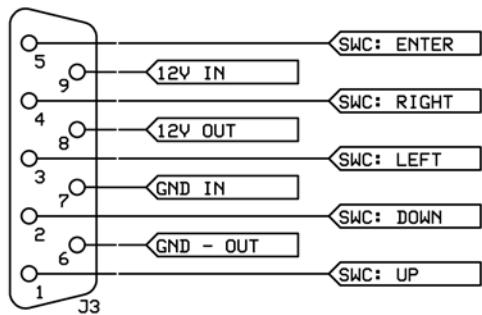 5 SWC: ENTER
9 12V IN
4 SWC: RIGHT
8 12V OUT
3 SWC: LEFT
7 GND IN
2 SWC: DOWN
6 GND - OUT
1 SWC: UP
J3